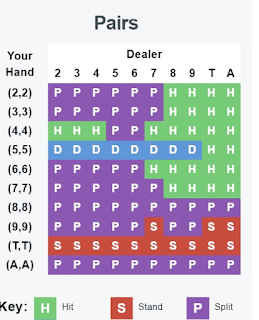 Pairs
Your Dealer
Hand 2 3 4 5 6 7 8 9 T A
(2,2) P P P P P P H H H H
(3,3) P P P P P P H H H H
(4,4) H H H P P H H H H H
(5,5) D D D D D D D D H H
(6,6) P P P P P H H H H H
(7,7) P P P P P P H H H H
(8,8) P P P P P P P P P P
(9,9) P P P P P S P P S S
(T,T) S S S S S S S S S S
(A,A) P P P P P P P P P P
Key: H Hit S Stand P Split